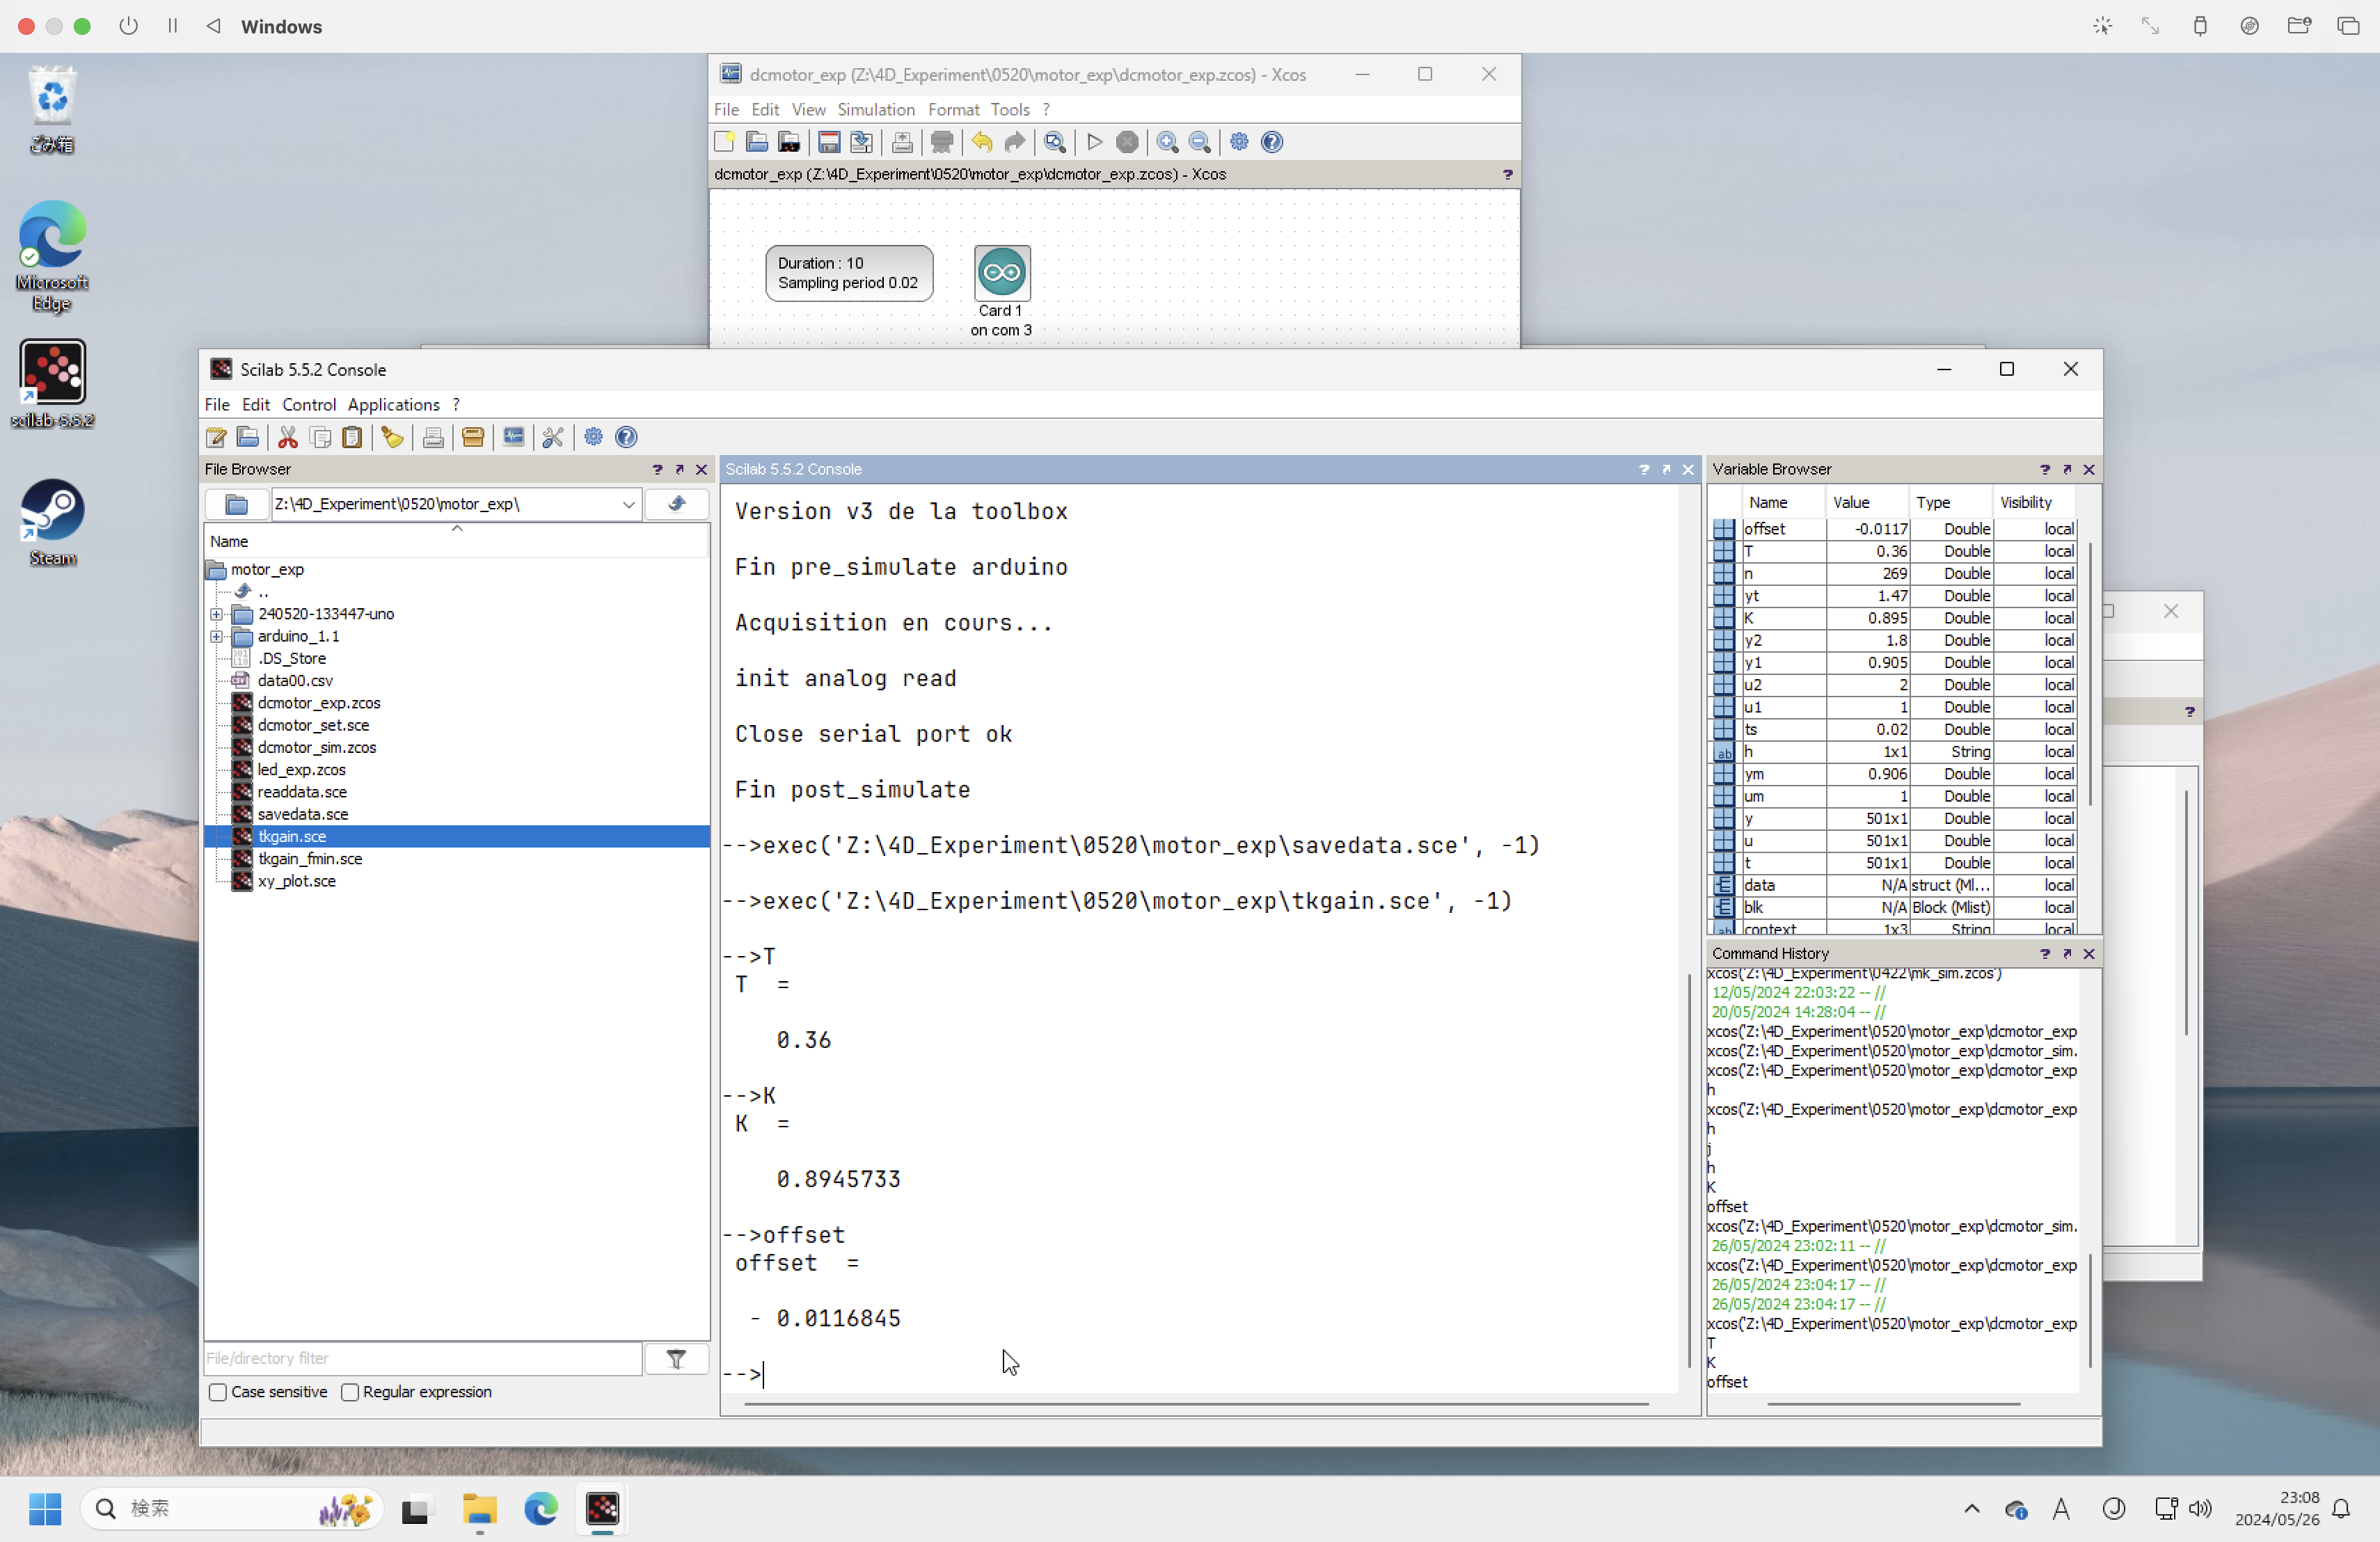 Windows
ごみ箱
Microsoft
Edge
scilab-5.5.2
Steam
dcmotor_exp (Z:\4D_Experiment\0520\motor_exp\dcmotor_exp.zcos) - Xcos
File Edit View Simulation Format Tools ?
dcmotor_exp (Z:\4D_Experiment\0520\motor_exp\dcmotor_exp.zcos) - Xcos ?
Duration : 10
Sampling period 0.02
Card 1
on com 3
Scilab 5.5.2 Console
File Edit Control Applications ?
File Browser ?
Z:\4D_Experiment\0520\motor_exp\
Name
motor_exp
..
240520-133447-uno
arduino_1.1
.DS_Store
data00.csv
dcmotor_exp.zcos
dcmotor_set.sce
dcmotor_sim.zcos
led_exp.zcos
readdata.sce
savedata.sce
tkgain.sce
tkgain_fmin.sce
xy_plot.sce
File/directory filter
Case sensitive Regular expression
Scilab 5.5.2 Console ?
Version v3 de la toolbox
Fin pre_simulate arduino
Acquisition en cours...
init analog read
Close serial port ok
Fin post_simulate
-->exec('Z:\4D_Experiment\0520\motor_exp\savedata.sce', -1)
-->exec('Z:\4D_Experiment\0520\motor_exp\tkgain.sce', -1)
-->T
T =
0.36
-->K
K =
0.8945733
-->offset
offset =
- 0.0116845
-->
Variable Browser ?
Name Value Type Visibility
offset -0.0117 Double local
T 0.36 Double local
n 269 Double local
yt 1.47 Double local
K 0.895 Double local
y2 1.8 Double local
y1 0.905 Double local
u2 2 Double local
u1 1 Double local
ts 0.02 Double local
h 1x1 String local
ym 0.906 Double local
um 1 Double local
y 501x1 Double local
u 501x1 Double local
t 501x1 Double local
data N/A struct (Ml... local
blk N/A Block (Mlist) local
context 1x3 String local
Command History ?
xcos('Z:\4D_Experiment\0422\mk_sim.zcos')
12/05/2024 22:03:22 -- //
20/05/2024 14:28:04 -- //
xcos('Z:\4D_Experiment\0520\motor_exp\dcmotor_exp
xcos('Z:\4D_Experiment\0520\motor_exp\dcmotor_sim.
xcos('Z:\4D_Experiment\0520\motor_exp\dcmotor_exp
h
xcos('Z:\4D_Experiment\0520\motor_exp\dcmotor_exp
h
j
h
K
offset
xcos('Z:\4D_Experiment\0520\motor_exp\dcmotor_sim.
26/05/2024 23:02:11 -- //
xcos('Z:\4D_Experiment\0520\motor_exp\dcmotor_exp
26/05/2024 23:04:17 -- //
26/05/2024 23:04:17 -- //
xcos('Z:\4D_Experiment\0520\motor_exp\dcmotor_exp
T
K
offset
?
検索
A
23:08
2024/05/26